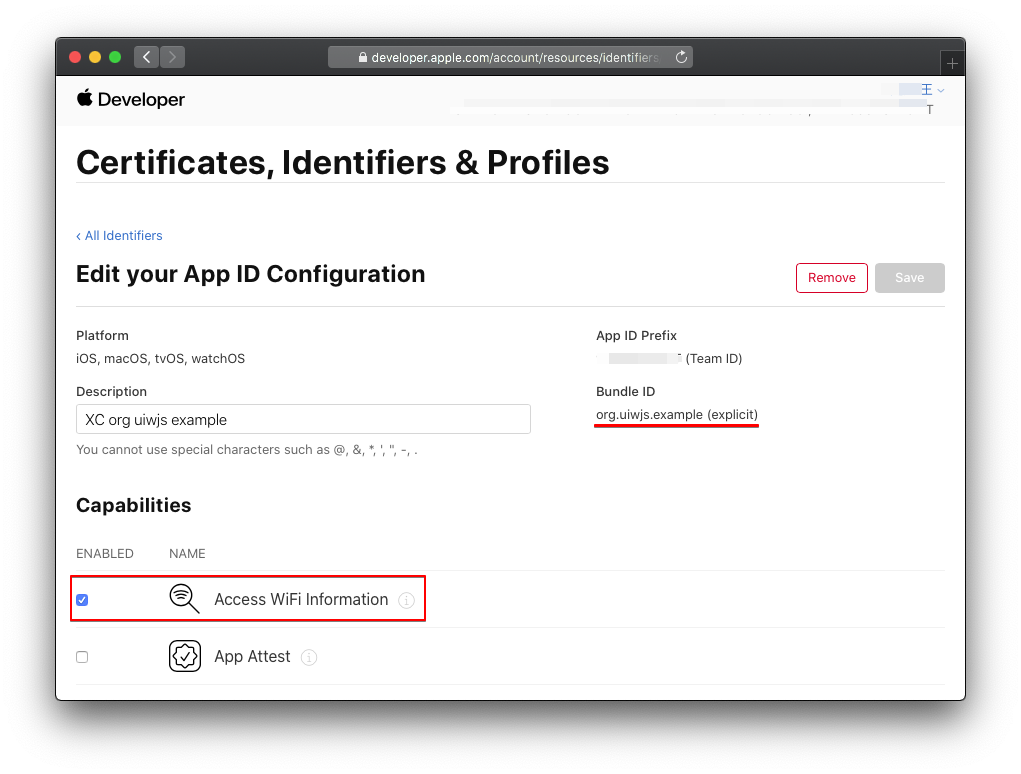 developer.apple.com/account/resources/identifiers
Developer
王
T
Certificates, Identifiers & Profiles
‹ All Identifiers
Edit your App ID Configuration
Remove
Save
Platform
iOS, macOS, tvOS, watchOS
App ID Prefix
(Team ID)
Description
XC org uiwjs example
You cannot use special characters such as @, &, *, ', ", -, .
Bundle ID
org.uiwjs.example (explicit)
Capabilities
ENABLED NAME
Access WiFi Information
App Attest